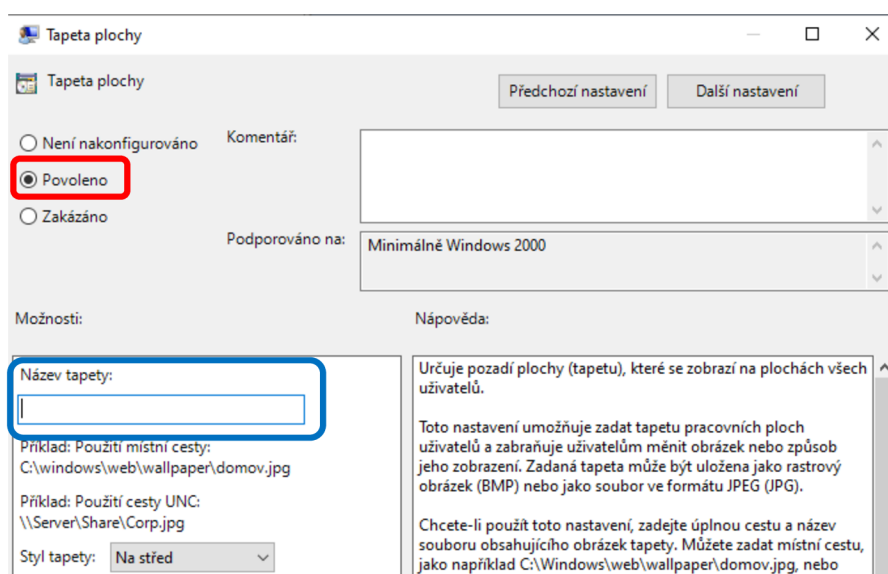 Tapeta plochy
Tapeta plochy
Předchozí nastavení
Další nastavení
Není nakonfigurováno
Povoleno
Zakázáno
Komentář:
Podporováno na:
Minimálně Windows 2000
Možnosti:
Nápověda:
Název tapety:
Příklad: Použití místní cesty:
C:\windows\web\wallpaper\domov.jpg
Příklad: Použití cesty UNC:
\\Server\Share\Corp.jpg
Styl tapety: Na střed
Určuje pozadí plochy (tapetu), které se zobrazí na plochách všech
uživatelů.
Toto nastavení umožňuje zadat tapetu pracovních ploch
uživatelů a zabraňuje uživatelům měnit obrázek nebo způsob
jeho zobrazení. Zadaná tapeta může být uložena jako rastrový
obrázek (BMP) nebo jako soubor ve formátu JPEG (JPG).
Chcete-li použít toto nastavení, zadejte úplnou cestu a název
souboru obsahujícího obrázek tapety. Můžete zadat místní cestu,
jako například C:\Windows\web\wallpaper\domov.jpg, nebo